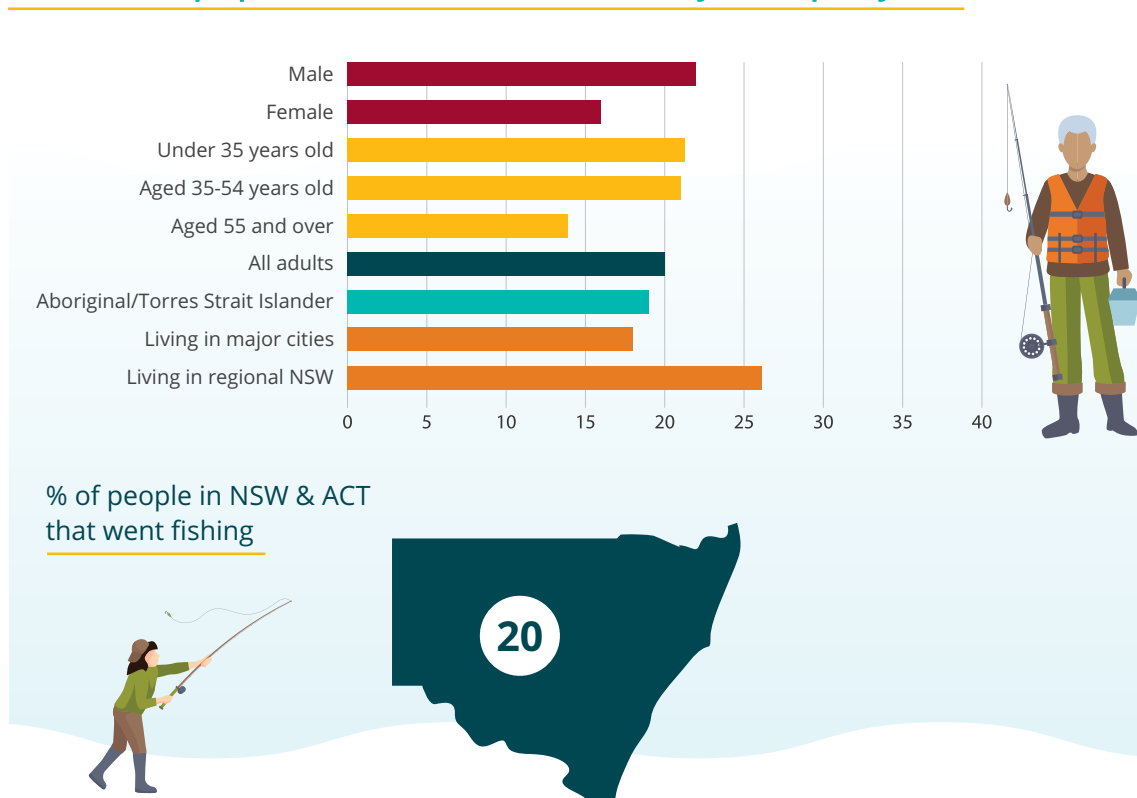 Male
Female
Under 35 years old
Aged 35-54 years old
Aged 55 and over
All adults
Aboriginal/Torres Strait Islander
Living in major cities
Living in regional NSW
0 5 10 15 20 25 30 35 40
% of people in NSW & ACT
that went fishing
20